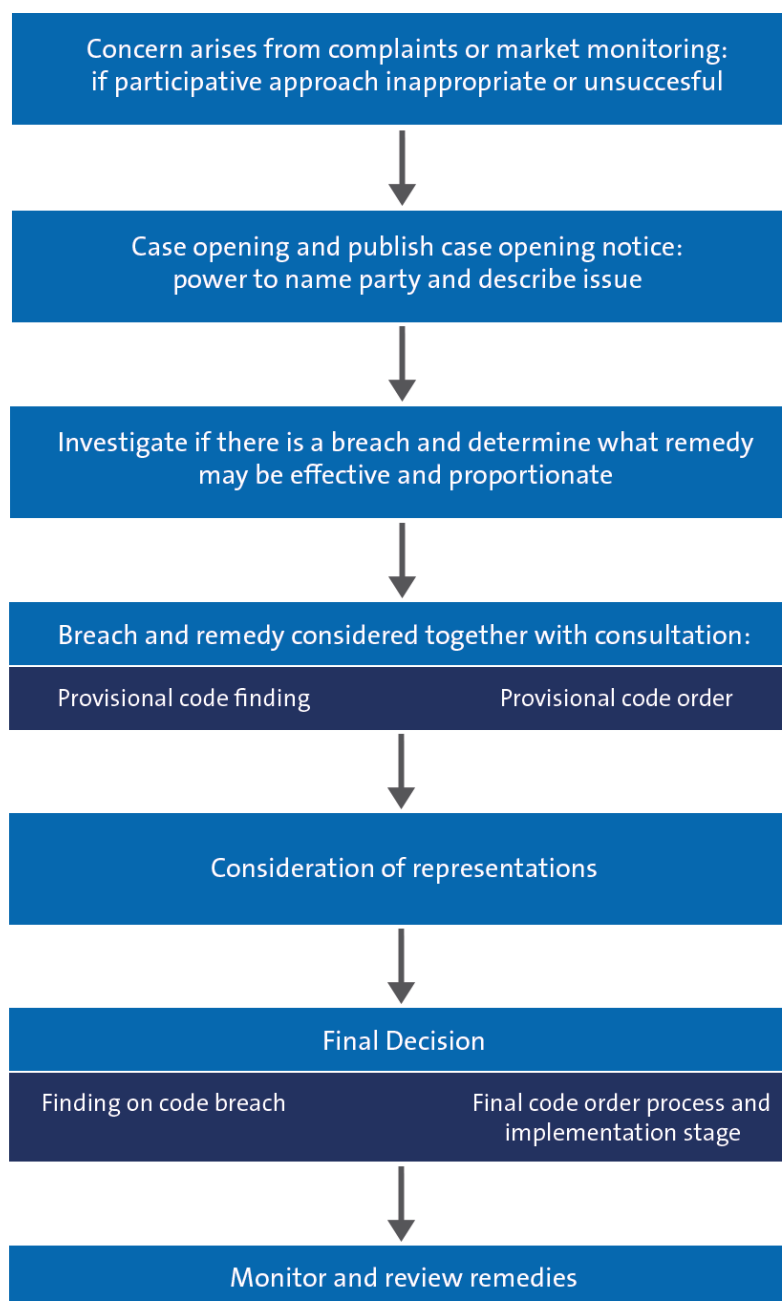 Concern arises from complaints or market monitoring:
if participative approach inappropriate or unsuccesful
Case opening and publish case opening notice:
power to name party and describe issue
Investigate if there is a breach and determine what remedy
may be effective and proportionate
Breach and remedy considered together with consultation:
Provisional code finding
Provisional code order
Consideration of representations
Final Decision
Finding on code breach
Final code order process and
implementation stage
Monitor and review remedies